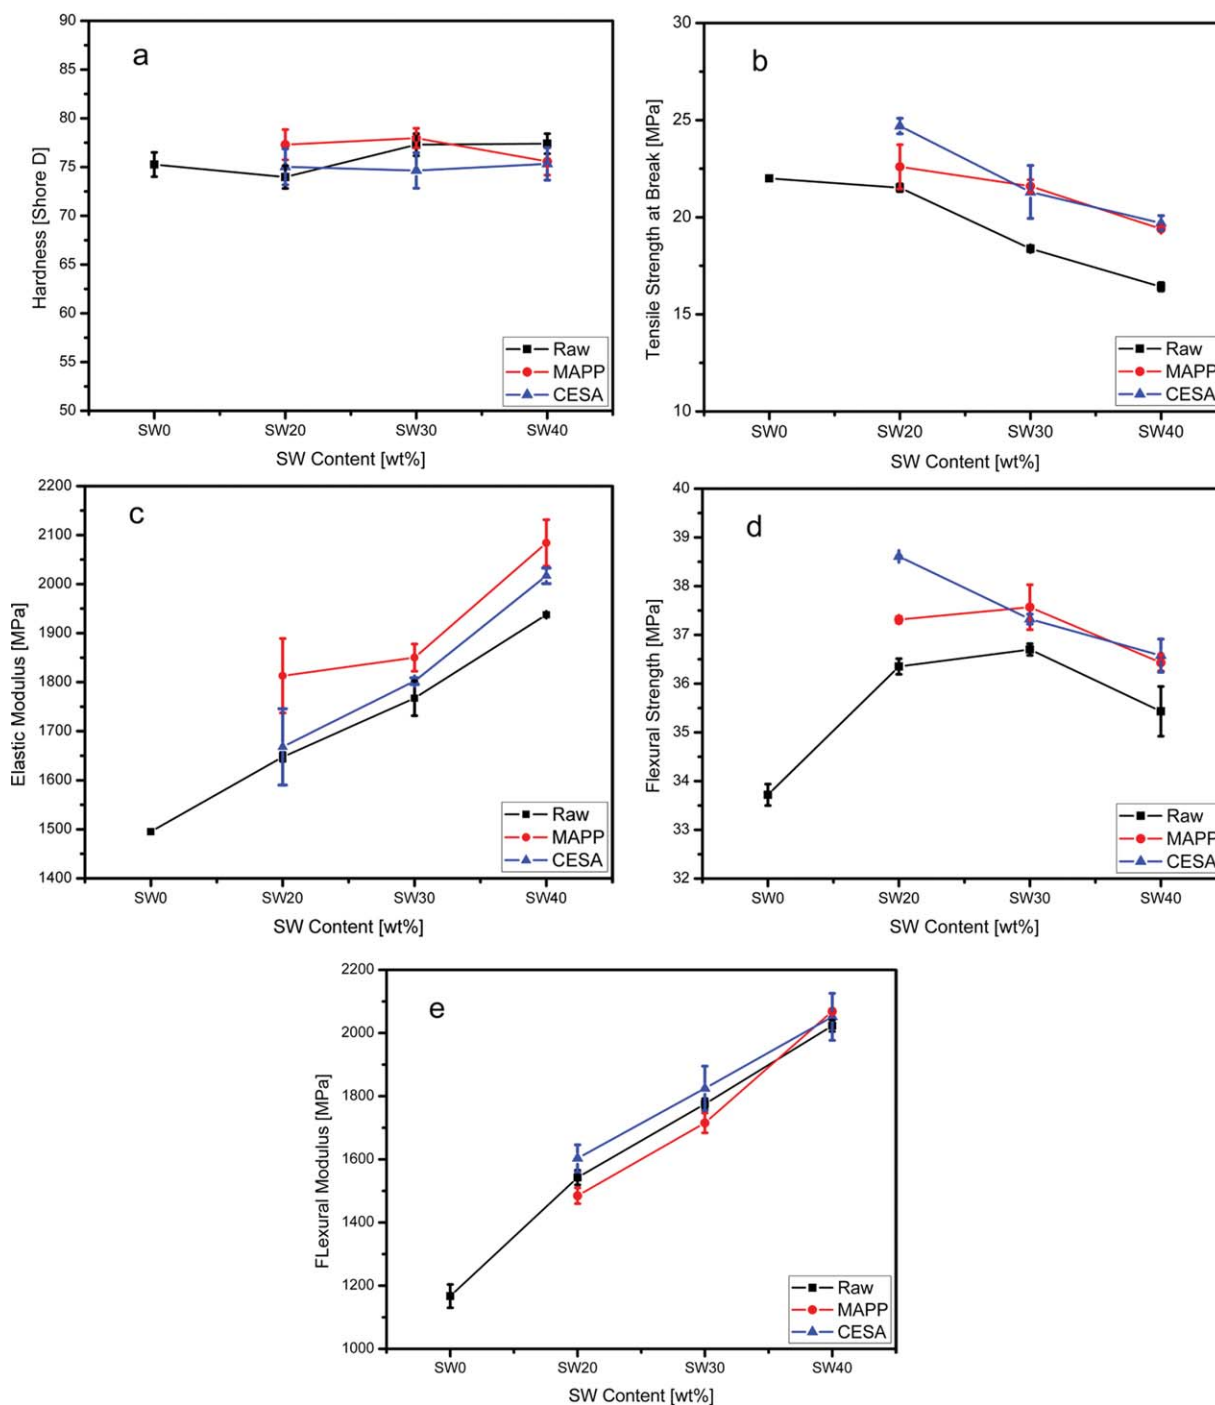 a
Hardness [Shore D]
90
85
80
75
70
65
60
55
50
SW0 SW20 SW30 SW40
SW Content [wt%]
Raw
MAPP
CESA
b
Tensile Strength at Break [MPa]
30
25
20
15
10
SW0 SW20 SW30 SW40
SW Content [wt%]
Raw
MAPP
CESA
c
Elastic Modulus [MPa]
2200
2100
2000
1900
1800
1700
1600
1500
1400
SW0 SW20 SW30 SW40
SW Content [wt%]
Raw
MAPP
CESA
d
Flexural Strength [MPa]
40
39
38
37
36
35
34
33
32
SW0 SW20 SW30 SW40
SW Content [wt%]
Raw
MAPP
CESA
e
FLexural Modulus [MPa]
2200
2000
1800
1600
1400
1200
1000
SW0 SW20 SW30 SW40
SW Content [wt%]
Raw
MAPP
CESA